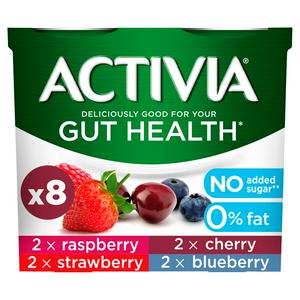 ACTIVIA®
DELICIOUSLY GOOD FOR YOUR
GUT HEALTH*
x8
NO added
sugar**
0% fat
2 × raspberry
2 × cherry
2 × strawberry
2 × blueberry